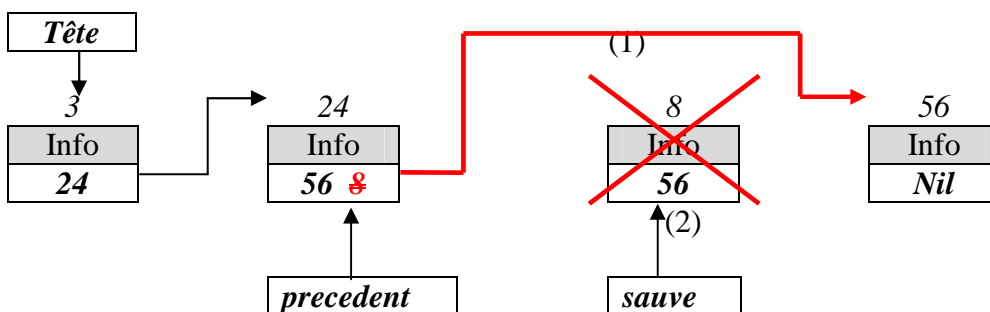 Tête
(1)
3 24 8 56
Info Info Info Info
24 56 8 56 Nil
(2)
precedent sauve